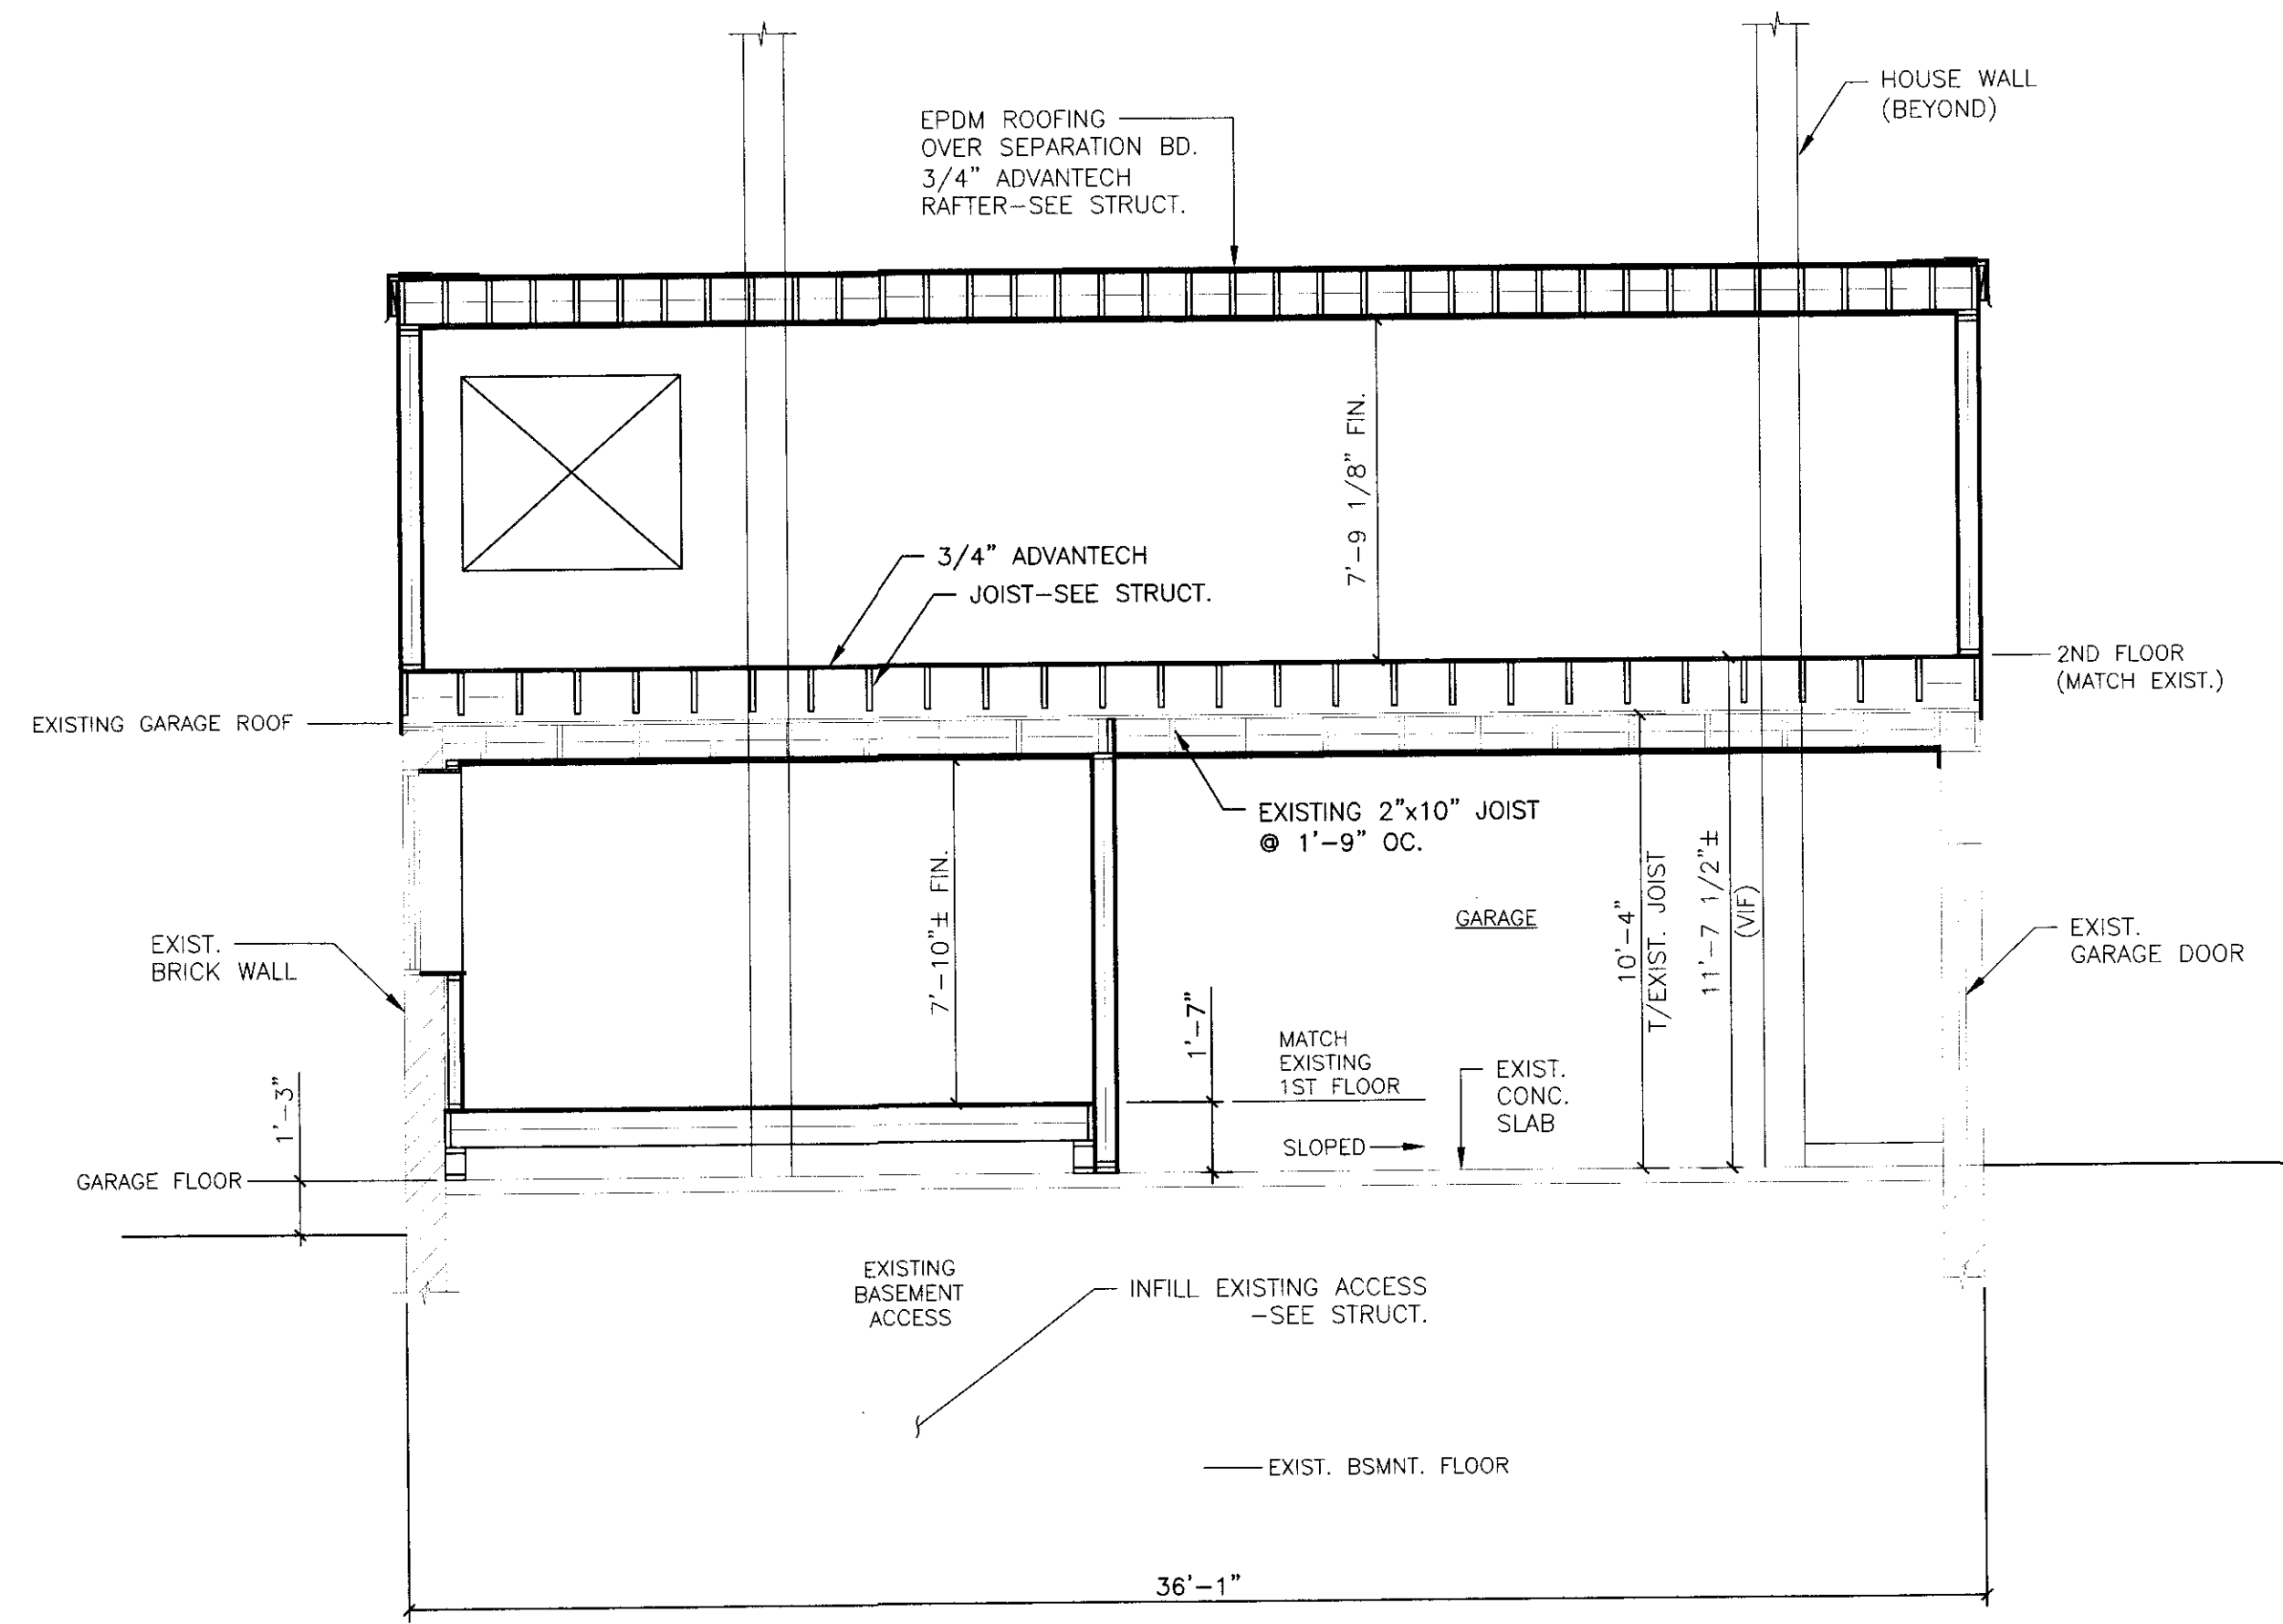 HOUSE WALL
(BEYOND)
EPDM ROOFING
OVER SEPARATION BD.
3/4" ADVANTECH
RAFTER-SEE STRUCT.
7'-9 1/8" FIN.
3/4" ADVANTECH
JOIST-SEE STRUCT.
2ND FLOOR
(MATCH EXIST.)
EXISTING GARAGE ROOF
EXISTING 2"x10" JOIST
@ 1'-9" OC.
7'-10"± FIN.
GARAGE
10'-4"
T/EXIST. JOIST
11'-7 1/2"±
(VIF)
EXIST.
BRICK WALL
EXIST.
GARAGE DOOR
1'-7"
MATCH
EXISTING
1ST FLOOR
EXIST.
CONC.
SLAB
SLOPED
1'-3"
GARAGE FLOOR
EXISTING
BASEMENT
ACCESS
INFILL EXISTING ACCESS
-SEE STRUCT.
EXIST. BSMNT. FLOOR
36'-1"